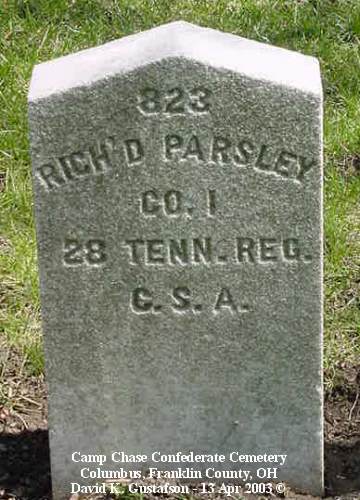 823
RICH'D PARSLEY
CO. I
28 TENN. REG.
C. S. A.
Camp Chase Confederate Cemetery
Columbus, Franklin County, OH
David K. Gustafson - 13 Apr 2003 ©